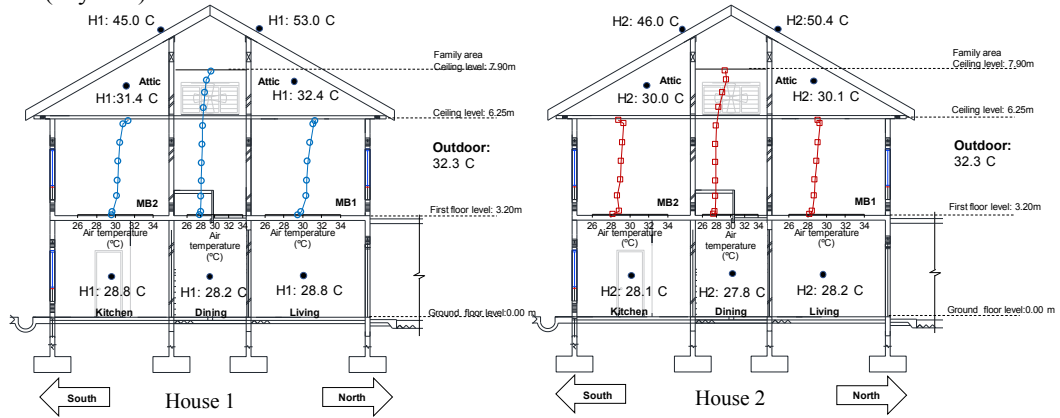 H1: 45.0 C
H1: 53.0 C
Family area
Ceiling level: 7.90m
Attic
Attic
H1:31.4 C
H1: 32.4 C
Ceiling level: 6.25m
Outdoor:
32.3 C
MB2
MB1
First floor level: 3.20m
26 28 30 32 34
26 28 30 32 34
26 28 30 32 34
Air temperature
(ºC)
Air
temperature
(ºC)
Air temperature
(ºC)
H1: 28.8 C
H1: 28.2 C
H1: 28.8 C
Kitchen
Dining
Living
Ground floor level:0.00 m
South
House 1
North
H2: 46.0 C
H2:50.4 C
Family area
Ceiling level: 7.90m
Attic
Attic
H2: 30.0 C
H2: 30.1 C
Ceiling level: 6.25m
Outdoor:
32.3 C
MB2
MB1
First floor level: 3.20m
26 28 30 32 34
26 28 30 32 34
26 28 30 32 34
Air temperature
(ºC)
Air
temperature
(ºC)
Air temperature
(ºC)
H2: 28.1 C
H2: 27.8 C
H2: 28.2 C
Kitchen
Dining
Living
Ground floor level:0.00 m
South
House 2
North